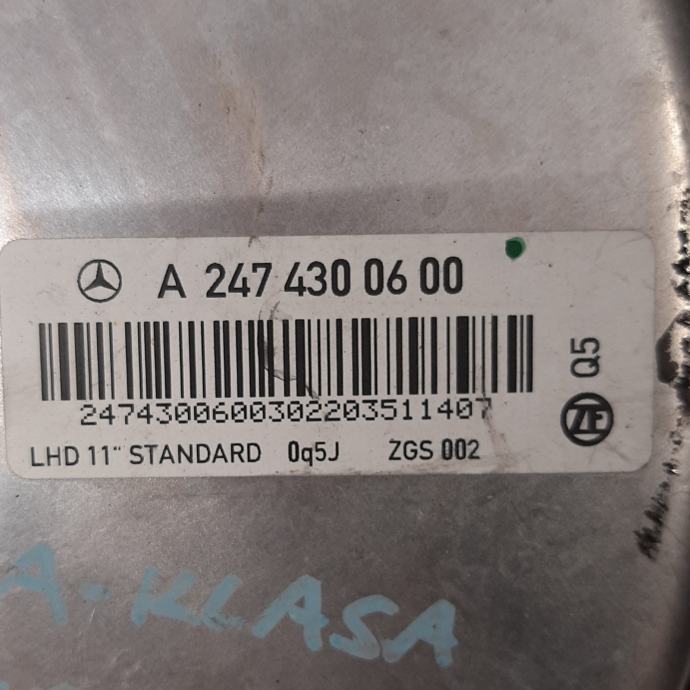 A 247 430 06 00
2474300600302203511407
LHD 11" STANDARD 0q5J ZGS 002
Q5
ZF
A-KLASA